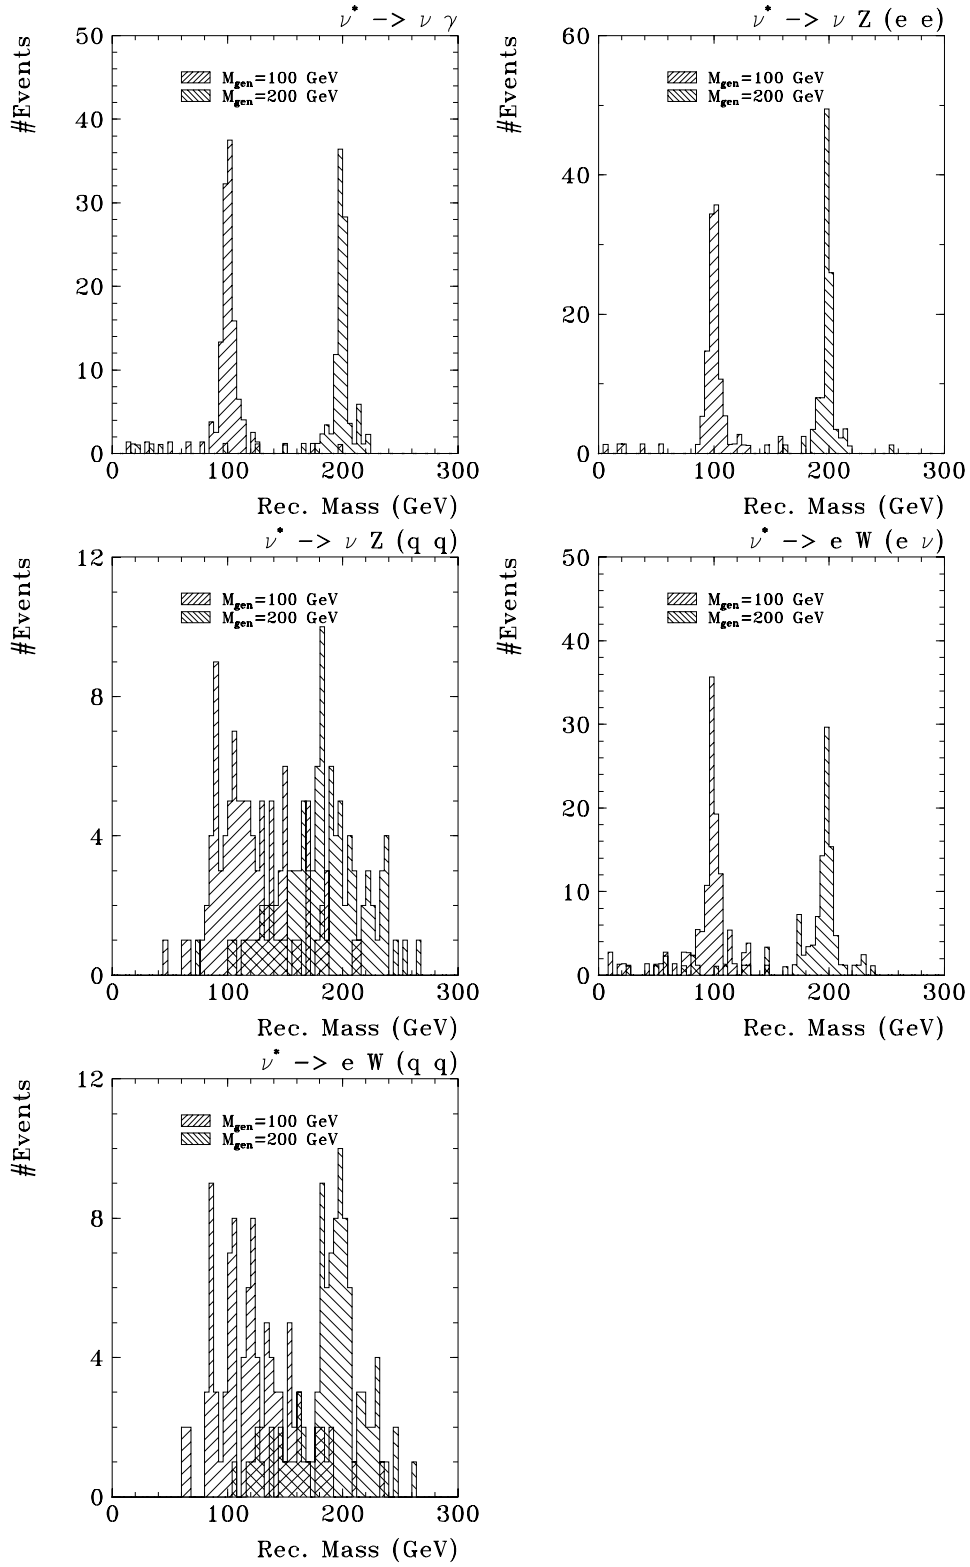 ν* -> ν γ
#Events
50
40
30
20
10
0
M_gen=100 GeV
M_gen=200 GeV
0 100 200 300
Rec. Mass (GeV)
ν* -> ν Z (e e)
#Events
60
40
20
0
M_gen=100 GeV
M_gen=200 GeV
0 100 200 300
Rec. Mass (GeV)
ν* -> ν Z (q q)
#Events
12
8
4
0
M_gen=100 GeV
M_gen=200 GeV
0 100 200 300
Rec. Mass (GeV)
ν* -> e W (e ν)
#Events
50
40
30
20
10
0
M_gen=100 GeV
M_gen=200 GeV
0 100 200 300
Rec. Mass (GeV)
ν* -> e W (q q)
#Events
12
8
4
0
M_gen=100 GeV
M_gen=200 GeV
0 100 200 300
Rec. Mass (GeV)